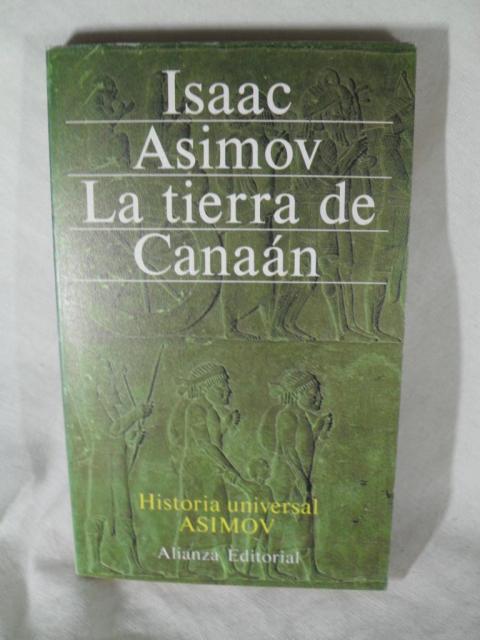 Isaac
Asimov
La tierra de
Canaán
Historia universal
ASIMOV
Alianza Editorial